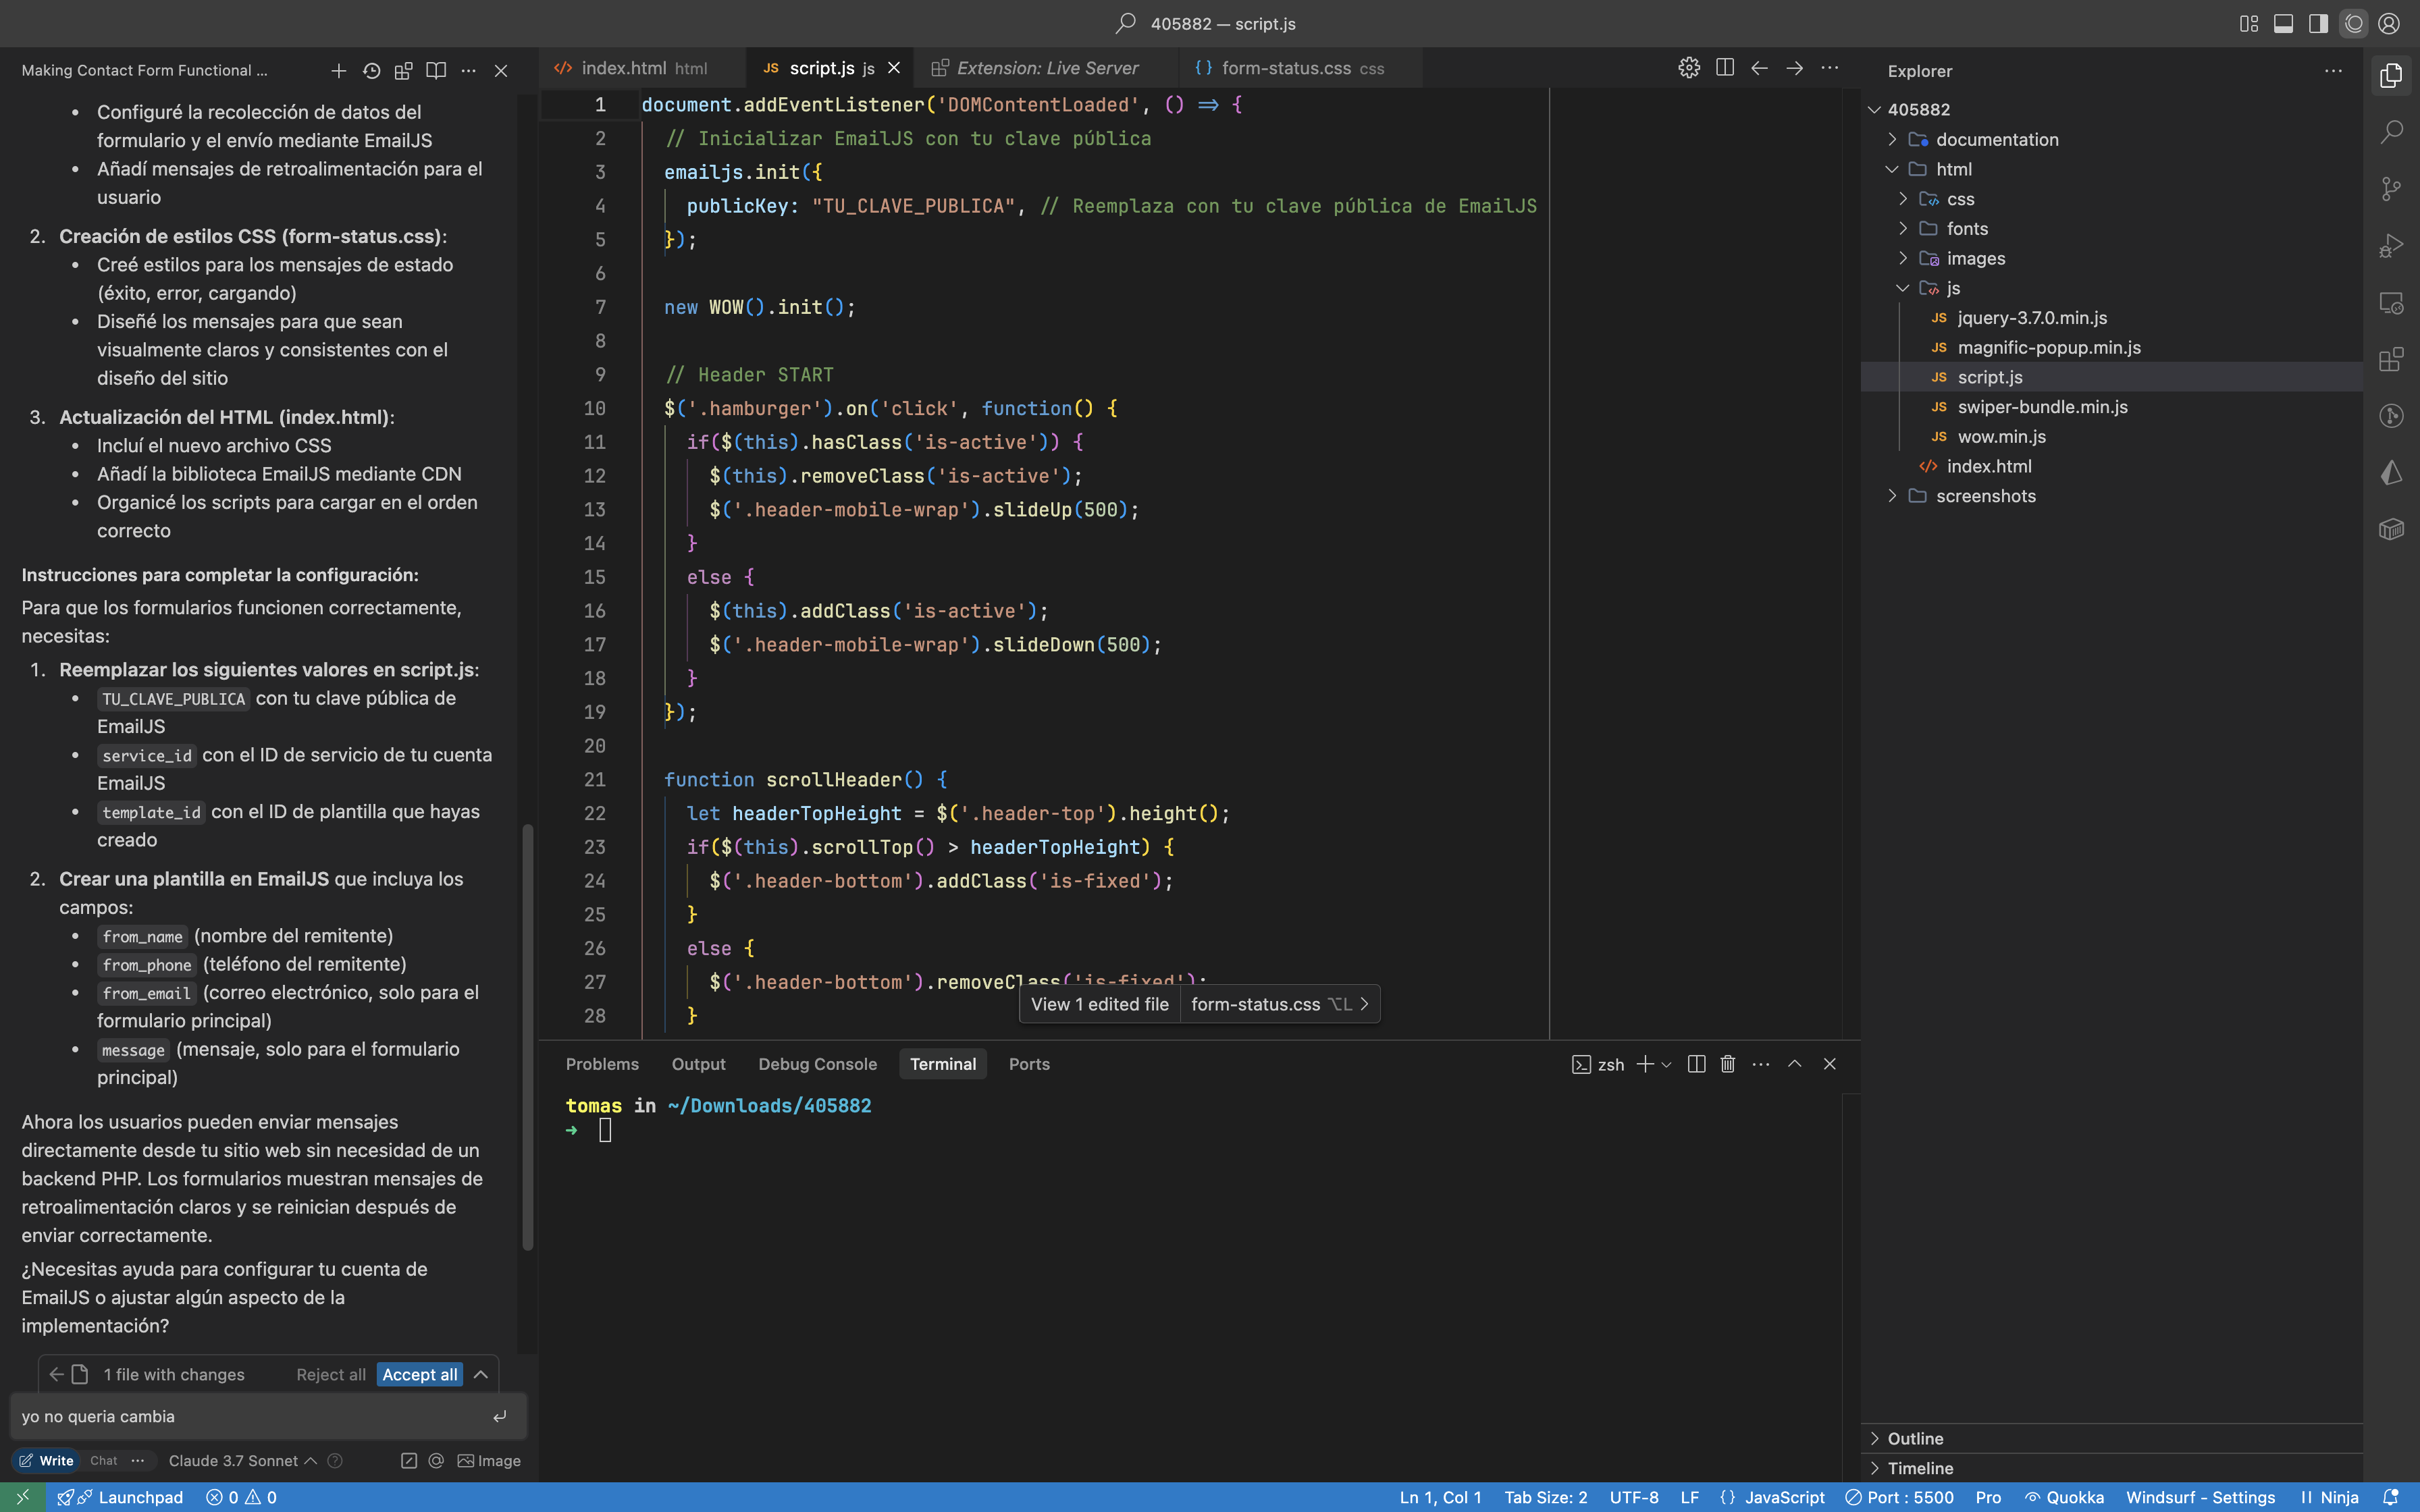 405882 — script.js
Making Contact Form Functional ...
• Configuré la recolección de datos del
formulario y el envío mediante EmailJS
• Añadí mensajes de retroalimentación para el
usuario
2. Creación de estilos CSS (form-status.css):
• Creé estilos para los mensajes de estado
(éxito, error, cargando)
• Diseñé los mensajes para que sean
visualmente claros y consistentes con el
diseño del sitio
3. Actualización del HTML (index.html):
• Incluí el nuevo archivo CSS
• Añadí la biblioteca EmailJS mediante CDN
• Organicé los scripts para cargar en el orden
correcto
Instrucciones para completar la configuración:
Para que los formularios funcionen correctamente,
necesitas:
1. Reemplazar los siguientes valores en script.js:
• TU_CLAVE_PUBLICA con tu clave pública de
EmailJS
• service_id con el ID de servicio de tu cuenta
EmailJS
• template_id con el ID de plantilla que hayas
creado
2. Crear una plantilla en EmailJS que incluya los
campos:
• from_name (nombre del remitente)
• from_phone (teléfono del remitente)
• from_email (correo electrónico, solo para el
formulario principal)
• message (mensaje, solo para el formulario
principal)
Ahora los usuarios pueden enviar mensajes
directamente desde tu sitio web sin necesidad de un
backend PHP. Los formularios muestran mensajes de
retroalimentación claros y se reinician después de
enviar correctamente.
¿Necesitas ayuda para configurar tu cuenta de
EmailJS o ajustar algún aspecto de la
implementación?
1 file with changes Reject all Accept all
yo no queria cambia
Write Chat ... Claude 3.7 Sonnet Image
index.html html script.js js Extension: Live Server form-status.css css
1 document.addEventListener('DOMContentLoaded', () => {
2 // Inicializar EmailJS con tu clave pública
3 emailjs.init({
4 publicKey: "TU_CLAVE_PUBLICA", // Reemplaza con tu clave pública de EmailJS
5 });
6
7 new WOW().init();
8
9 // Header START
10 $('.hamburger').on('click', function() {
11 if($(this).hasClass('is-active')) {
12 $(this).removeClass('is-active');
13 $('.header-mobile-wrap').slideUp(500);
14 }
15 else {
16 $(this).addClass('is-active');
17 $('.header-mobile-wrap').slideDown(500);
18 }
19 });
20
21 function scrollHeader() {
22 let headerTopHeight = $('.header-top').height();
23 if($(this).scrollTop() > headerTopHeight) {
24 $('.header-bottom').addClass('is-fixed');
25 }
26 else {
27 $('.header-bottom').removeClass('is-fixed');
28 }
View 1 edited file form-status.css ⌥L >
Problems Output Debug Console Terminal Ports zsh
tomas in ~/Downloads/405882
➜
Explorer
405882
documentation
html
css
fonts
images
js
JS jquery-3.7.0.min.js
JS magnific-popup.min.js
JS script.js
JS swiper-bundle.min.js
JS wow.min.js
index.html
screenshots
Outline
Timeline
Launchpad 0 0 Ln 1, Col 1 Tab Size: 2 UTF-8 LF {} JavaScript Port : 5500 Pro Quokka Windsurf - Settings Ninja